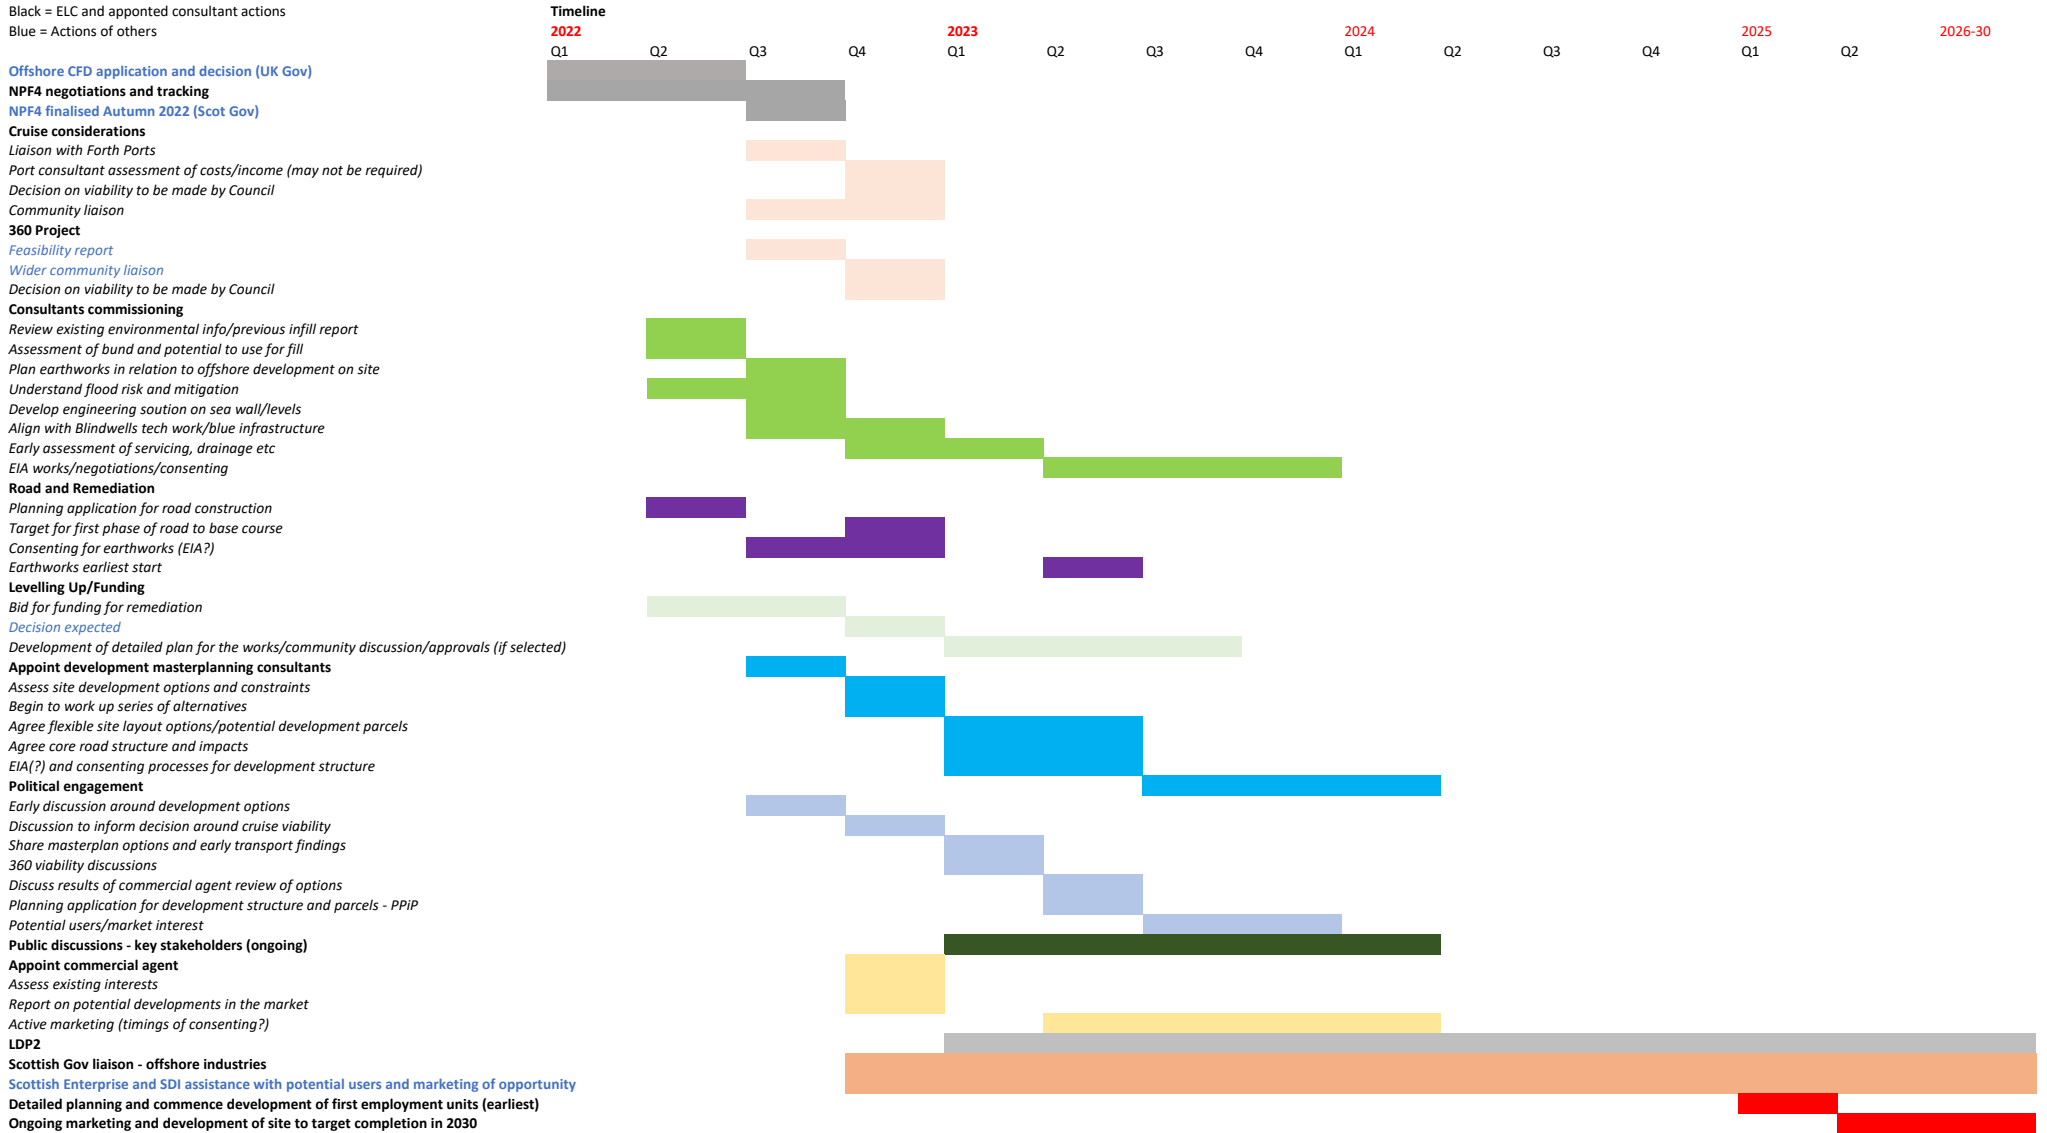 Black = ELC and apponted consultant actions Timeline
Blue = Actions of others 2022 2023 2024 2025 2026-30
Q1 Q2 Q3 Q4 Q1 Q2 Q3 Q4 Q1 Q2 Q3 Q4 Q1 Q2
Offshore CFD application and decision (UK Gov)
NPF4 negotiations and tracking
NPF4 finalised Autumn 2022 (Scot Gov)
Cruise considerations
Liaison with Forth Ports
Port consultant assessment of costs/income (may not be required)
Decision on viability to be made by Council
Community liaison
360 Project
Feasibility report
Wider community liaison
Decision on viability to be made by Council
Consultants commissioning
Review existing environmental info/previous infill report
Assessment of bund and potential to use for fill
Plan earthworks in relation to offshore development on site
Understand flood risk and mitigation
Develop engineering soution on sea wall/levels
Align with Blindwells tech work/blue infrastructure
Early assessment of servicing, drainage etc
EIA works/negotiations/consenting
Road and Remediation
Planning application for road construction
Target for first phase of road to base course
Consenting for earthworks (EIA?)
Earthworks earliest start
Levelling Up/Funding
Bid for funding for remediation
Decision expected
Development of detailed plan for the works/community discussion/approvals (if selected)
Appoint development masterplanning consultants
Assess site development options and constraints
Begin to work up series of alternatives
Agree flexible site layout options/potential development parcels
Agree core road structure and impacts
EIA(?) and consenting processes for development structure
Political engagement
Early discussion around development options
Discussion to inform decision around cruise viability
Share masterplan options and early transport findings
360 viability discussions
Discuss results of commercial agent review of options
Planning application for development structure and parcels - PPiP
Potential users/market interest
Public discussions - key stakeholders (ongoing)
Appoint commercial agent
Assess existing interests
Report on potential developments in the market
Active marketing (timings of consenting?)
LDP2
Scottish Gov liaison - offshore industries
Scottish Enterprise and SDI assistance with potential users and marketing of opportunity
Detailed planning and commence development of first employment units (earliest)
Ongoing marketing and development of site to target completion in 2030